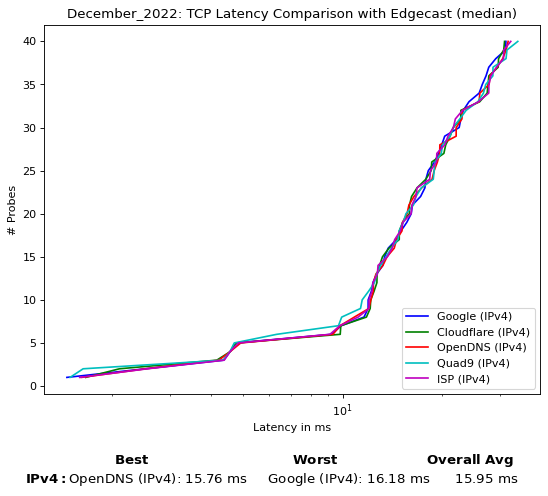 December_2022: TCP Latency Comparison with Edgecast (median)
40
35
30
25
20
15
10
5
0
# Probes
10¹
Latency in ms
Google (IPv4)
Cloudflare (IPv4)
OpenDNS (IPv4)
Quad9 (IPv4)
ISP (IPv4)
Best Worst Overall Avg
IPv4: OpenDNS (IPv4): 15.76 ms Google (IPv4): 16.18 ms 15.95 ms